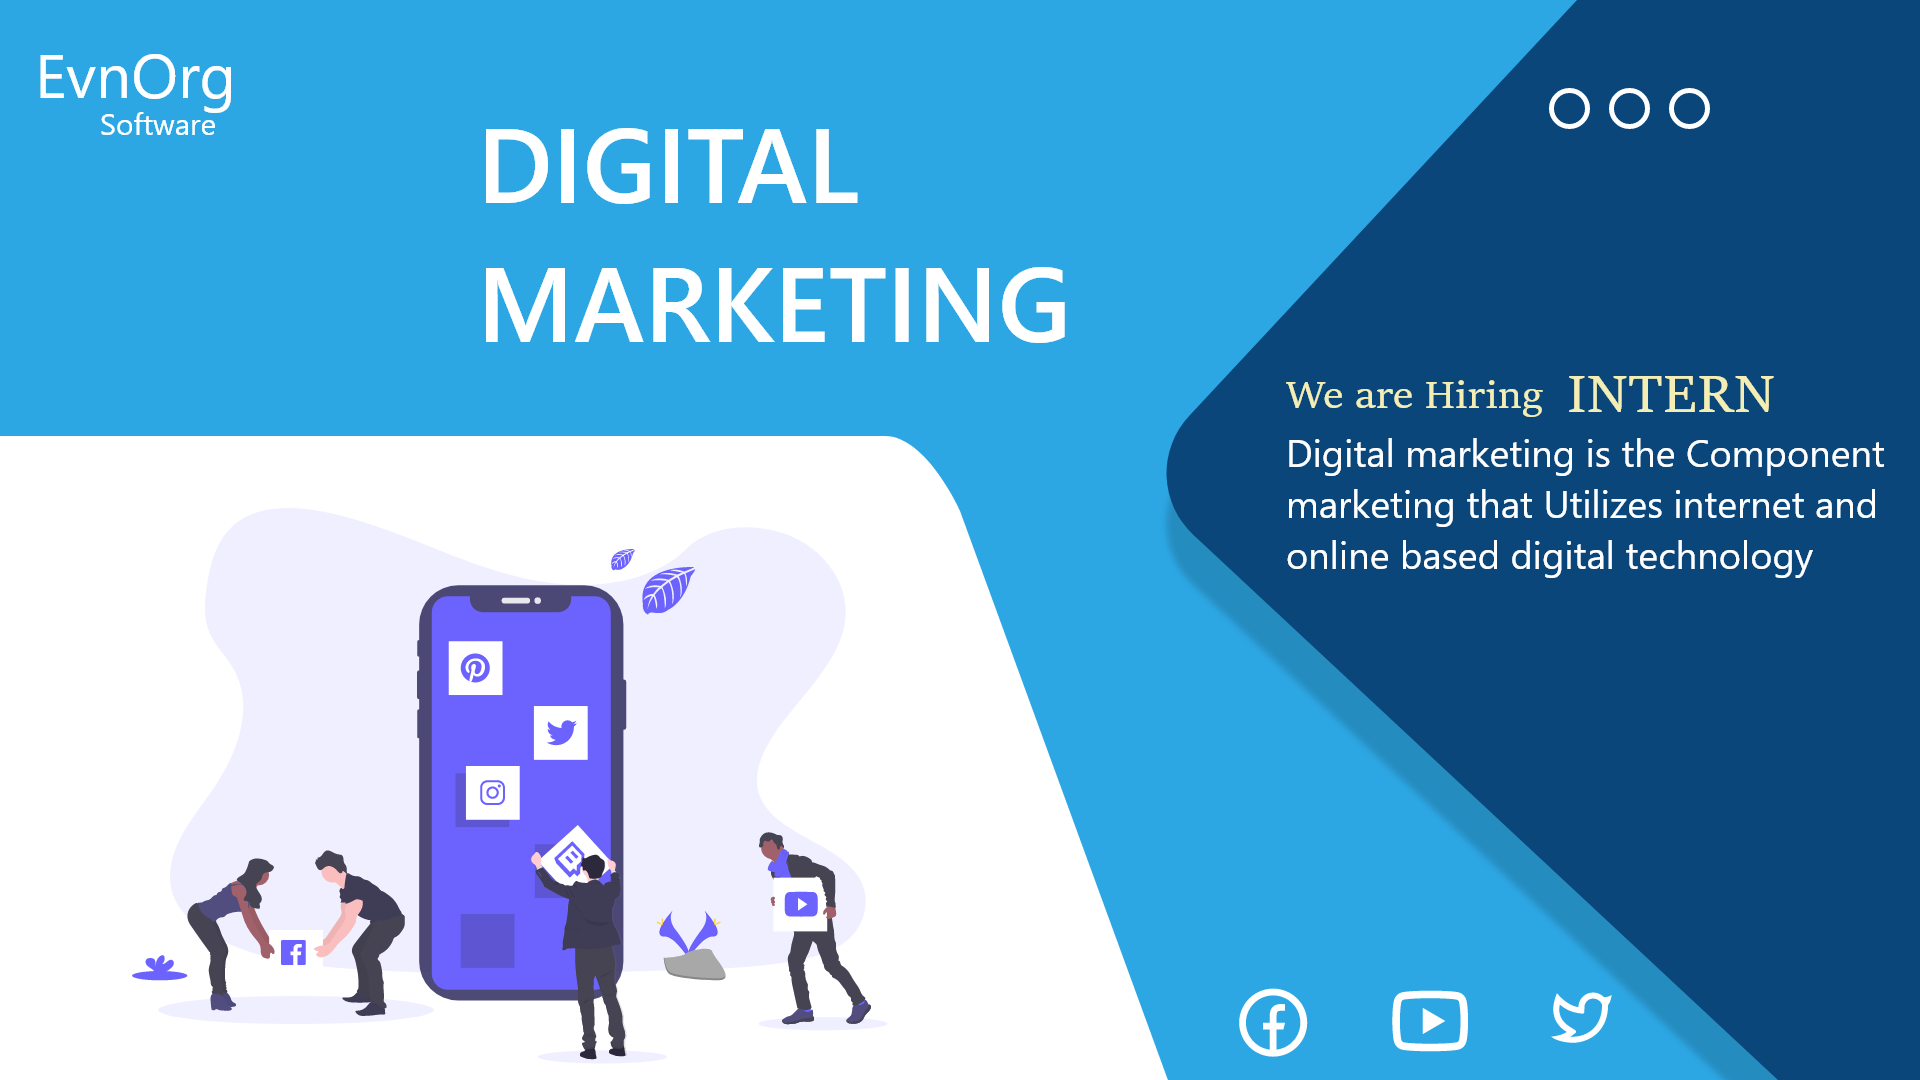 EvnOrg
Software
DIGITAL
MARKETING
We are Hiring INTERN
Digital marketing is the Component
marketing that Utilizes internet and
online based digital technology